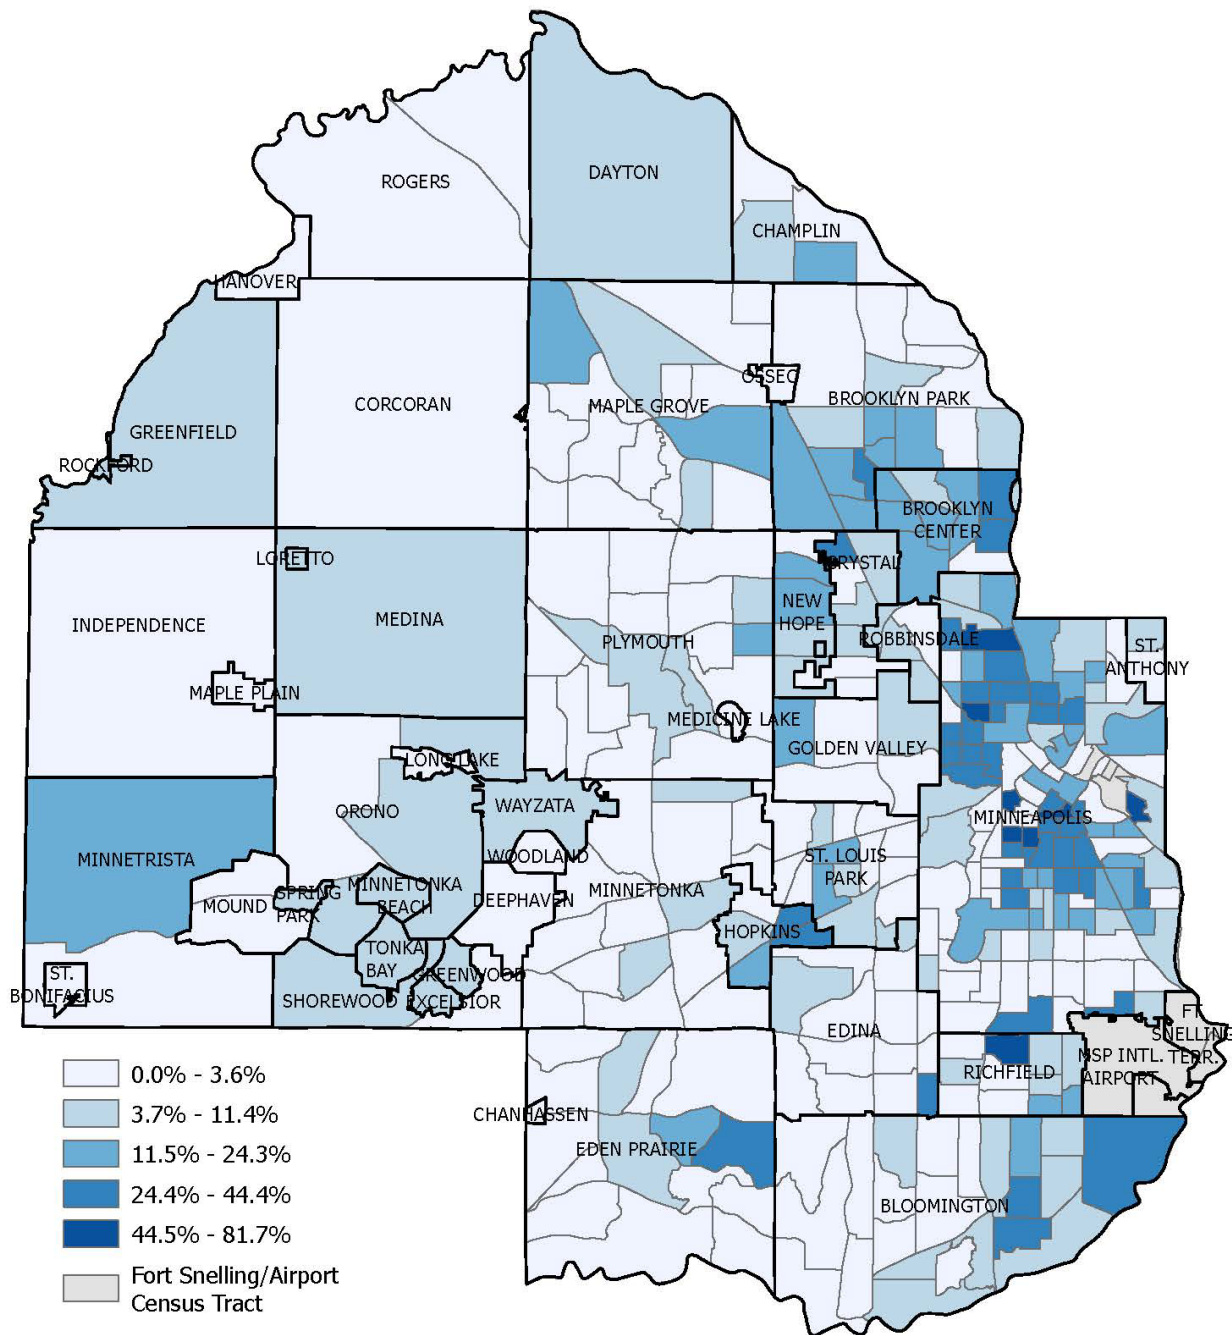 DAYTON
ROGERS
CHAMPLIN
HANOVER
OSSEO
BROOKLYN PARK
CORCORAN
MAPLE GROVE
GREENFIELD
ROCKFORD
BROOKLYN
CENTER
LORETTO
CRYSTAL
NEW
HOPE
MEDINA
INDEPENDENCE
PLYMOUTH
ROBBINSDALE
ST.
ANTHONY
MAPLE PLAIN
MEDICINE LAKE
GOLDEN VALLEY
LONG LAKE
ORONO
WAYZATA
MINNEAPOLIS
MINNETRISTA
WOODLAND
ST. LOUIS
PARK
MINNETONKA
BEACH
SPRING
PARK
MOUND
DEEPHAVEN
MINNETONKA
HOPKINS
TONKA
BAY
GREENWOOD
ST.
BONIFACIUS
SHOREWOOD
EXCELSIOR
EDINA
FT.
SNELLING
TERR.
MSP INTL.
AIRPORT
RICHFIELD
CHANHASSEN
EDEN PRAIRIE
BLOOMINGTON
0.0% - 3.6%
3.7% - 11.4%
11.5% - 24.3%
24.4% - 44.4%
44.5% - 81.7%
Fort Snelling/Airport
Census Tract